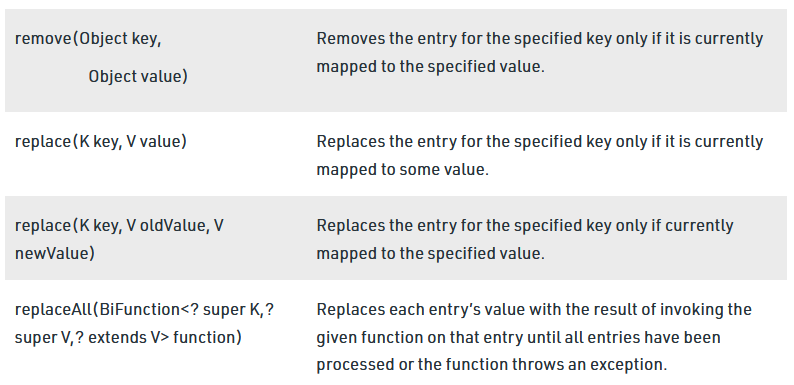 remove(Object key,
Object value)
Removes the entry for the specified key only if it is currently
mapped to the specified value.
replace(K key, V value)
Replaces the entry for the specified key only if it is currently
mapped to some value.
replace(K key, V oldValue, V
newValue)
Replaces the entry for the specified key only if currently
mapped to the specified value.
replaceAll(BiFunction<? super K,?
super V,? extends V> function)
Replaces each entry’s value with the result of invoking the
given function on that entry until all entries have been
processed or the function throws an exception.